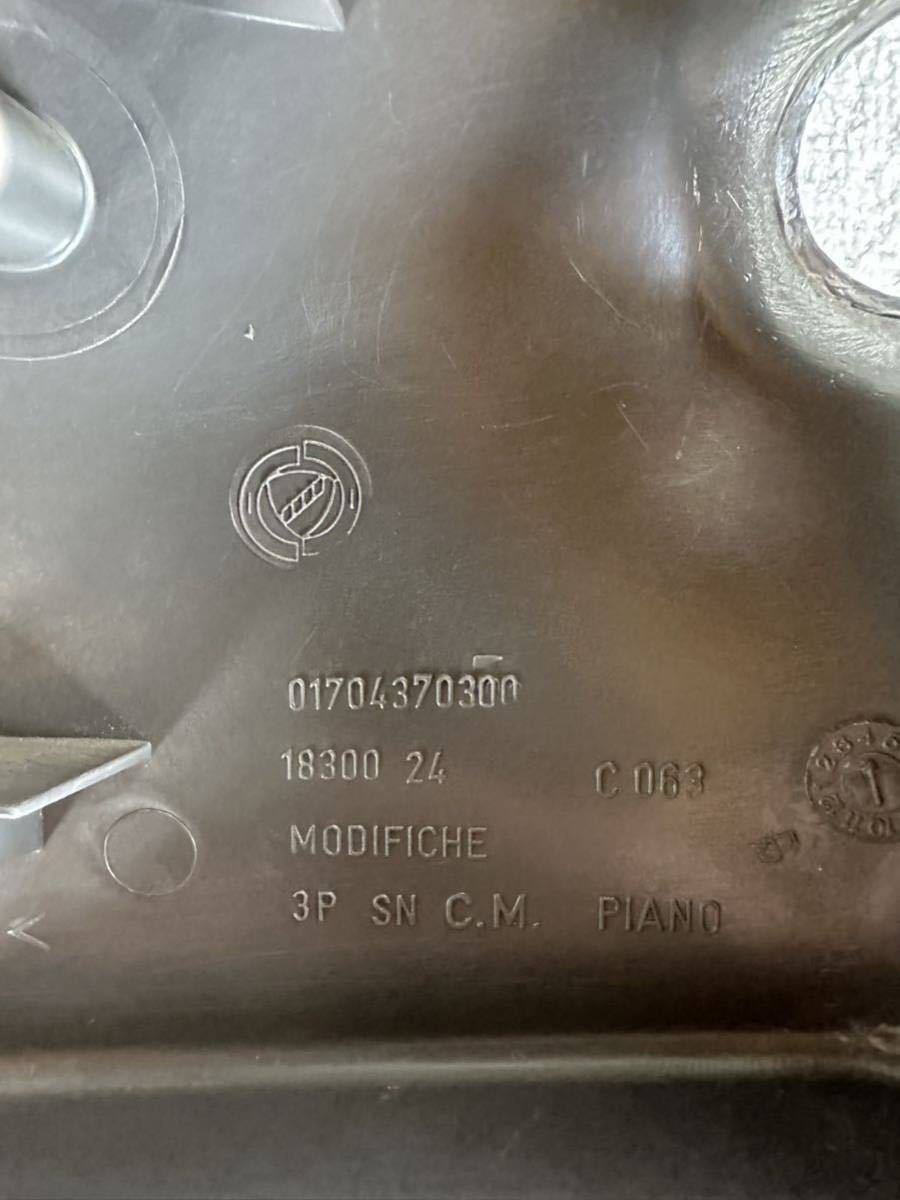 01704370300
18300 24 C 063
MODIFICHE
3P SN C.M. PIANO